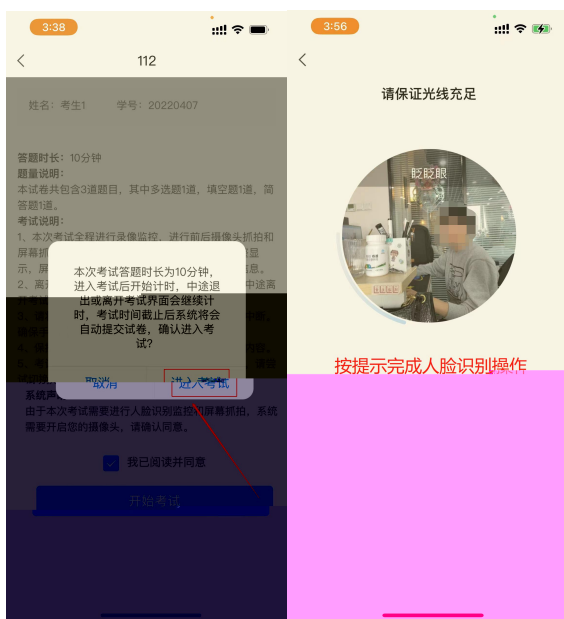 3:38
112
姓名：考生1 学号：20220407
答题时长：10分钟
题量说明：
本试卷共包含3道题目，其中多选题1道，填空题1道，简
答题1道。
考试说明：
1、本次考试全程进行录像监控，进行前后摄像头抓拍和
屏幕抓
示，屏
2、离
本次考试答题时长为10分钟，
进入考试后开始计时，中途退
出或离开考试界面会继续计
时，考试时间截止后系统将会
自动提交试卷，确认进入考
试？
取消 进入考试
系统声
由于本次考试需要进行人脸识别监控和屏幕抓拍，系统
需要开启您的摄像头，请确认同意。
我已阅读并同意
开始考试
3:56
请保证光线充足
眨眨眼
按提示完成人脸识别操作